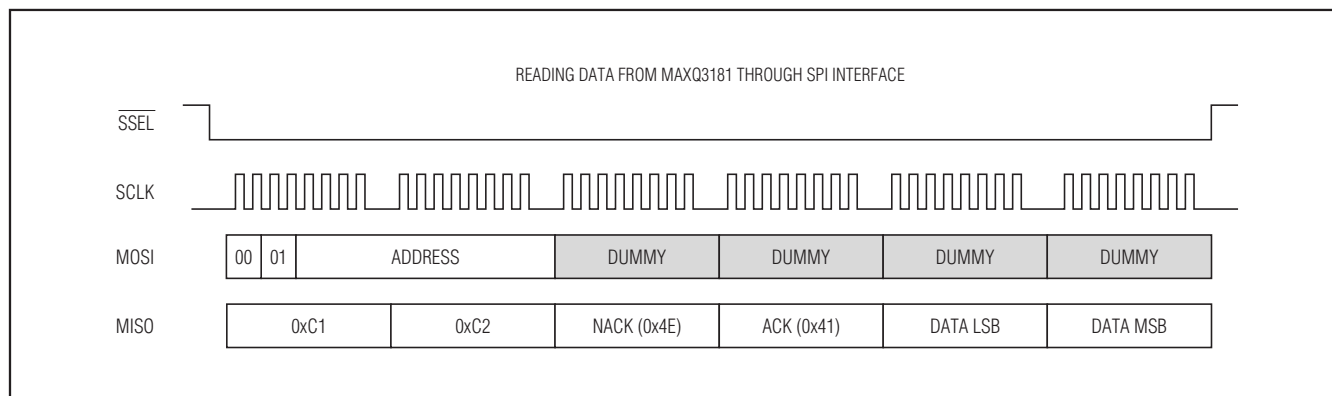 READING DATA FROM MAXQ3181 THROUGH SPI INTERFACE
SSEL
SCLK
MOSI 00 01 ADDRESS DUMMY DUMMY DUMMY DUMMY
MISO 0xC1 0xC2 NACK (0x4E) ACK (0x41) DATA LSB DATA MSB